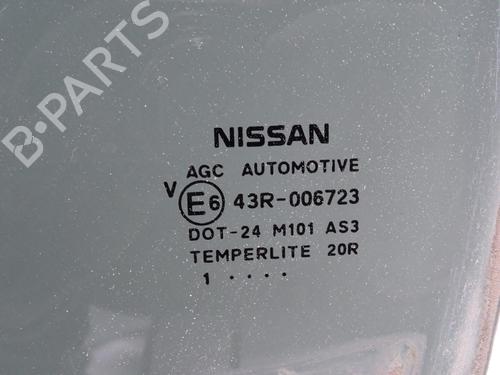 B-PARTS
NISSAN
AGC AUTOMOTIVE
V E6 43R-006723
DOT-24 M101 AS3
TEMPERLITE 20R
1 ····